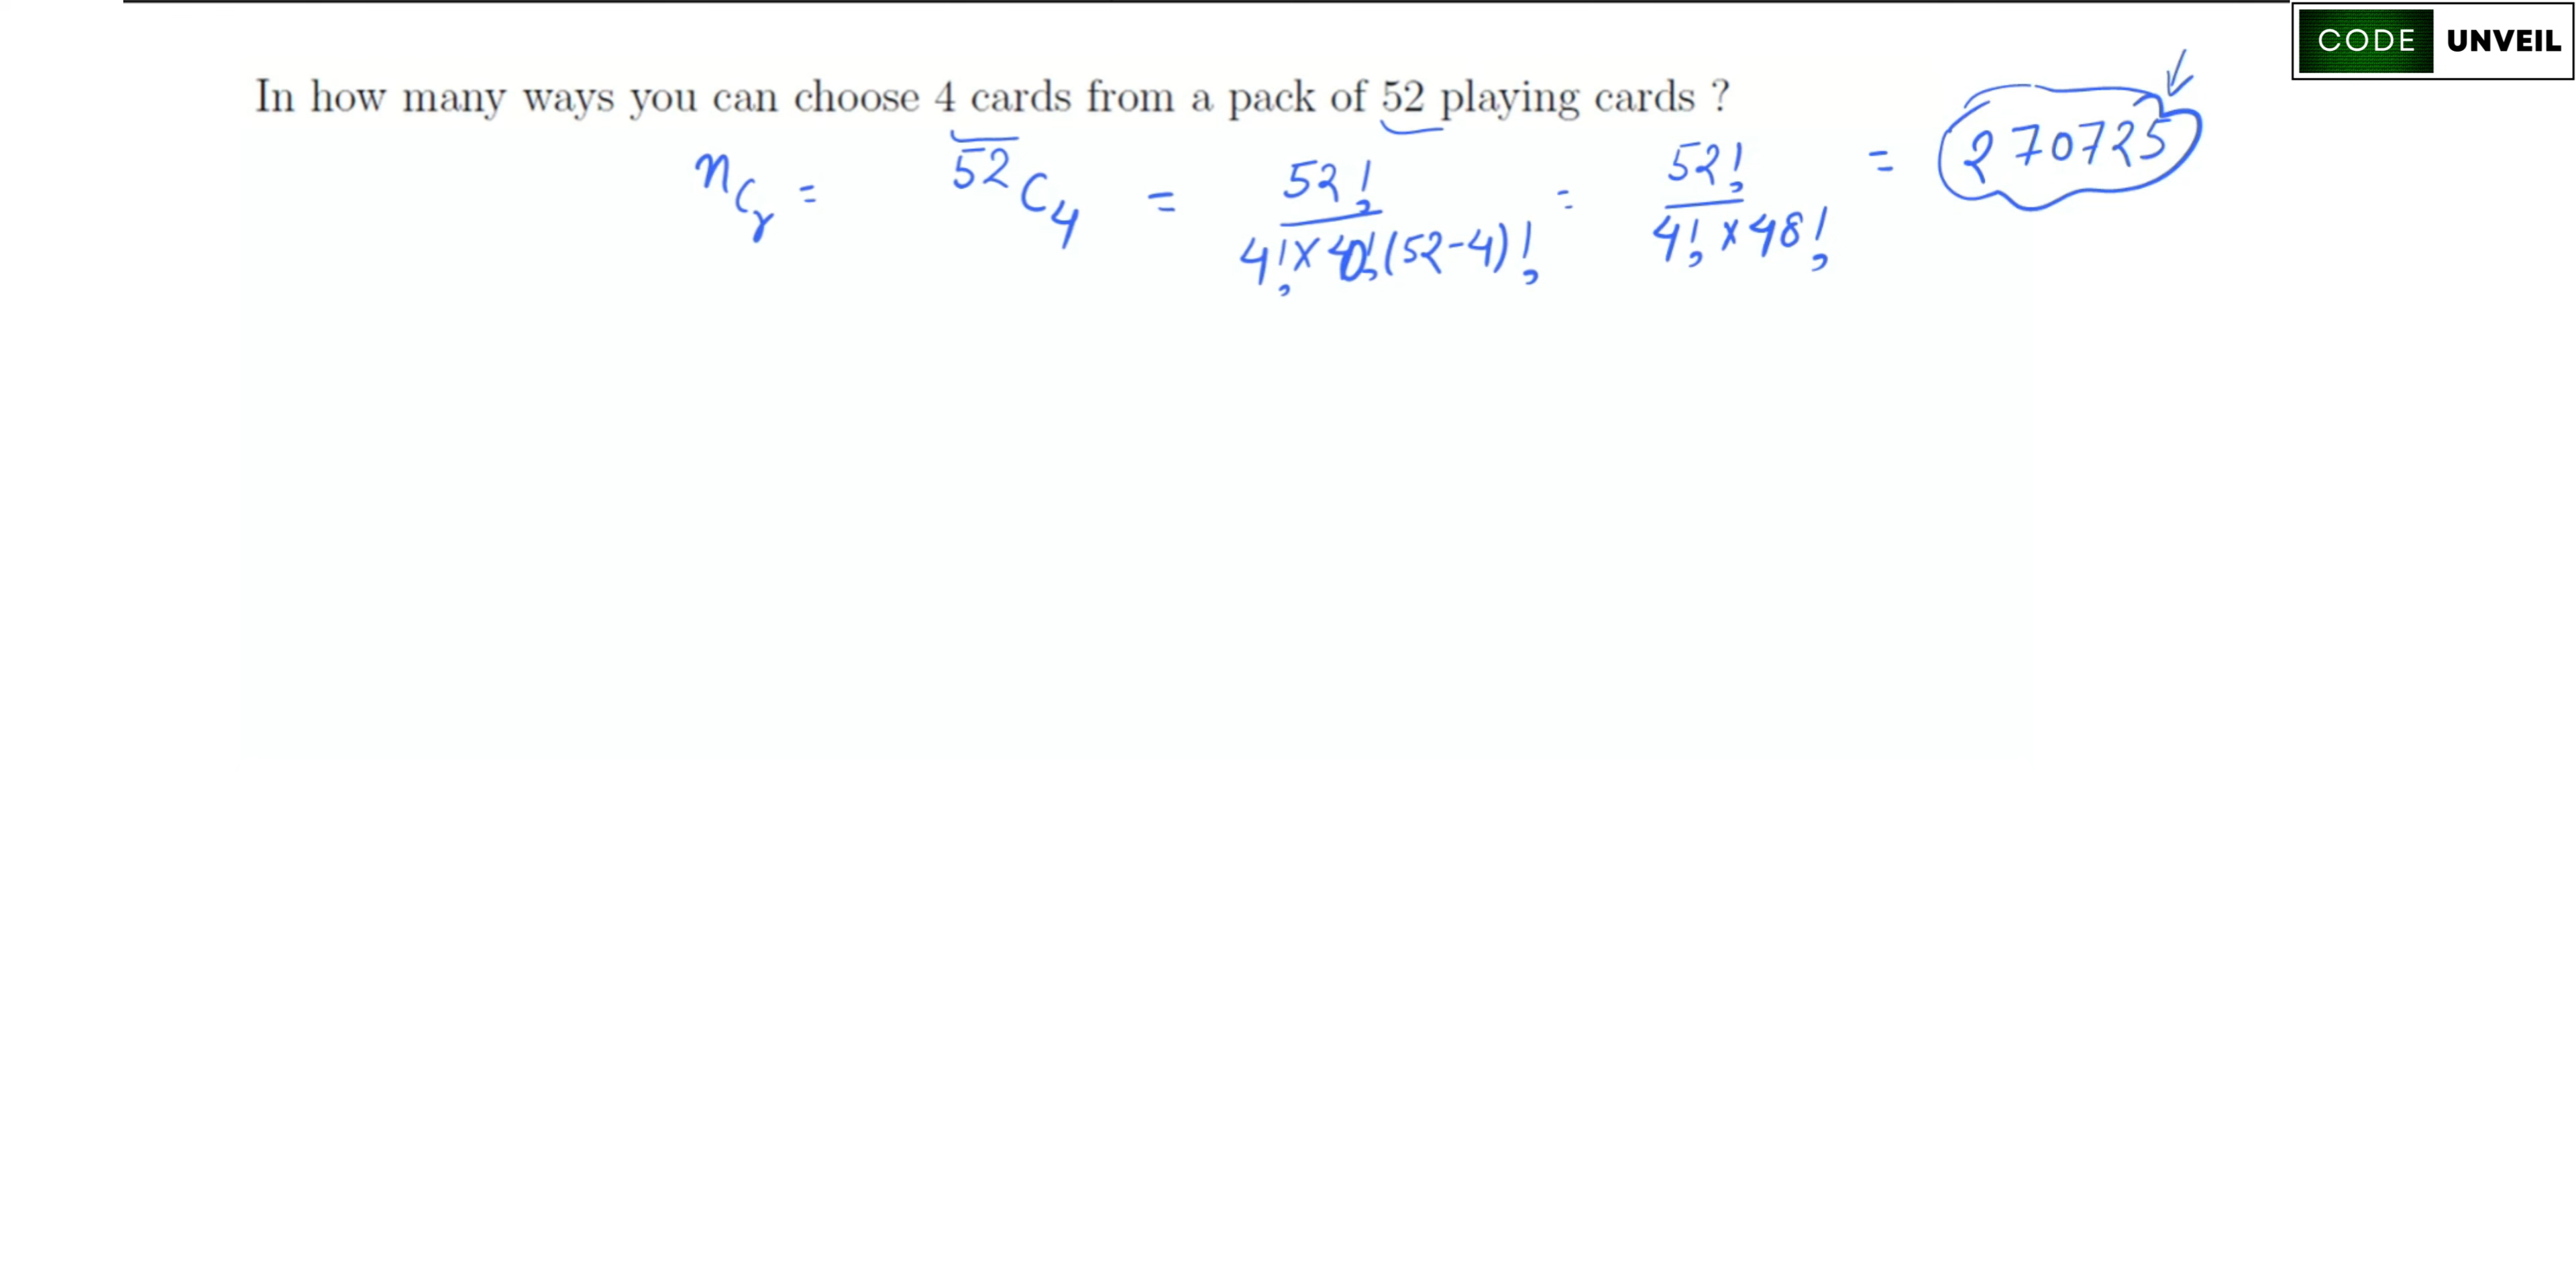 CODE UNVEIL
In how many ways you can choose 4 cards from a pack of 52 playing cards ?
nCr = 52C4 = 52! / 4! × (52-4)! = 52! / 4! × 48! = 270725